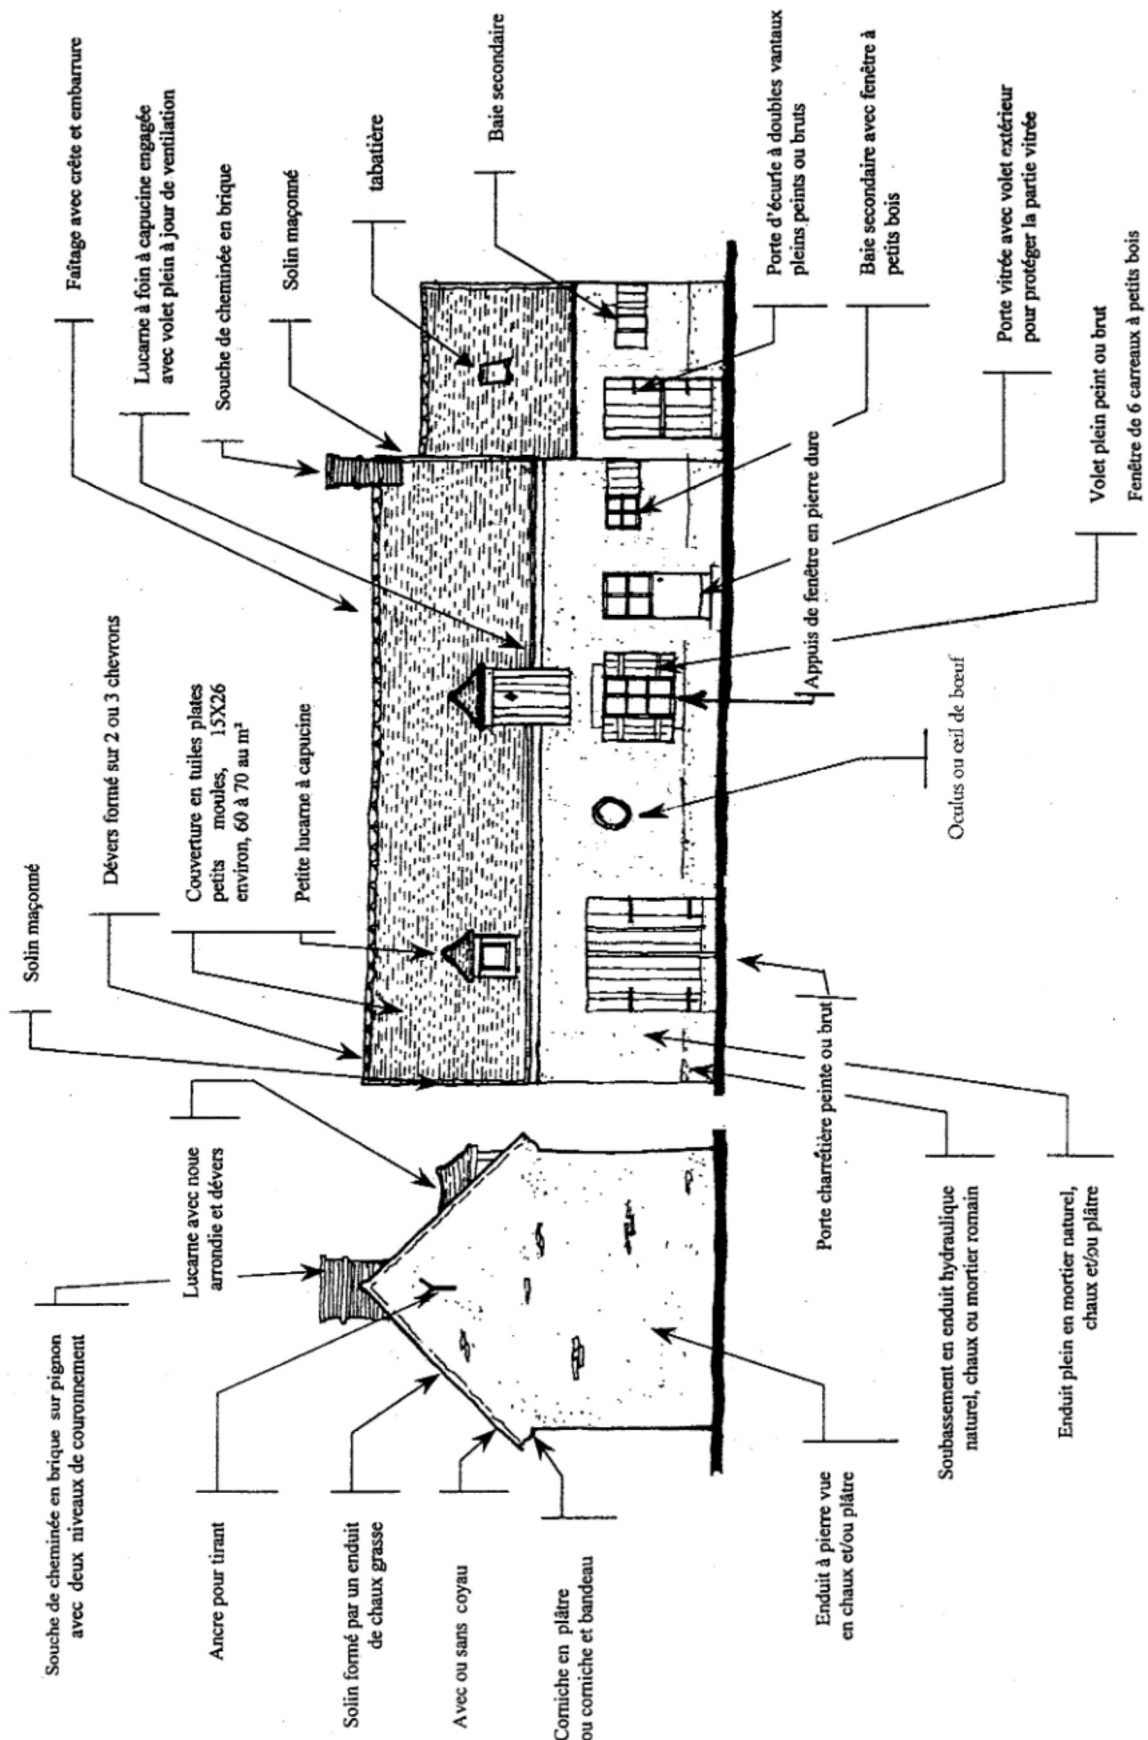 Souche de cheminée en brique sur pignon
avec deux niveaux de couronnement
Ancre pour tirant
Solin formé par un enduit
de chaux grasse
Avec ou sans coyau
Corniche en plâtre
ou corniche et bandeau
Enduit à pierre vue
en chaux et/ou plâtre
Lucarne avec noue
arrondie et dévers
Solin maçonné
Dévers formé sur 2 ou 3 chevrons
Couverture en tuiles plates
petits moules, 15X26
environ, 60 à 70 au m²
Petite lucarne à capucine
Faîtage avec crête et embarrure
Lucarne à foin à capucine engagée
avec volet plein à jour de ventilation
Souche de cheminée en brique
Solin maçonné
tabatière
Baie secondaire
Porte d'écurie à doubles vantaux
pleins peints ou bruts
Baie secondaire avec fenêtre à
petits bois
Porte vitrée avec volet extérieur
pour protéger la partie vitrée
Volet plein peint ou brut
Fenêtre de 6 carreaux à petits bois
Appuis de fenêtre en pierre dure
Oculus ou œil de bœuf
Porte charrétière peinte ou brut
Soubassement en enduit hydraulique
naturel, chaux ou mortier romain
Enduit plein en mortier naturel,
chaux et/ou plâtre